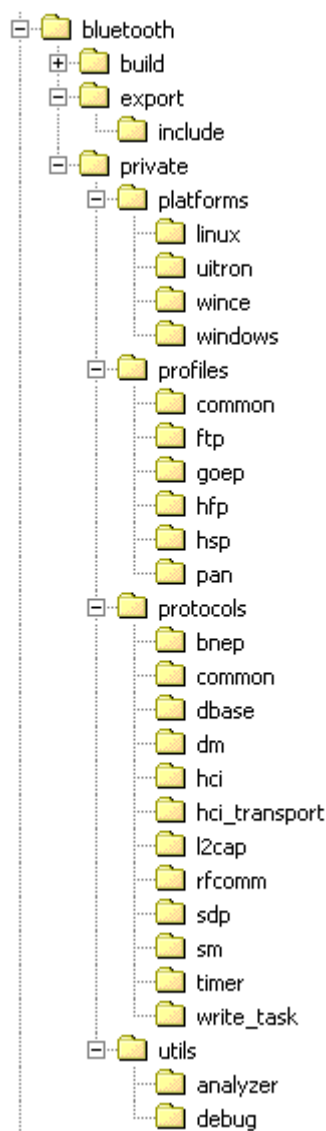 bluetooth
build
export
include
private
platforms
linux
uitron
wince
windows
profiles
common
ftp
goep
hfp
hsp
pan
protocols
bnep
common
dbase
dm
hci
hci_transport
l2cap
rfcomm
sdp
sm
timer
write_task
utils
analyzer
debug